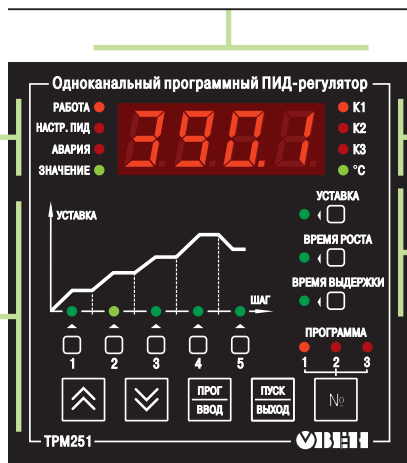 Одноканальный программный ПИД-регулятор
РАБОТА
НАСТР. ПИД
АВАРИЯ
ЗНАЧЕНИЕ
390.1
К1
К2
К3
°C
УСТАВКА
ШАГ
УСТАВКА
ВРЕМЯ РОСТА
ВРЕМЯ ВЫДЕРЖКИ
ПРОГРАММА
1 2 3
1 2 3 4 5
ПРОГ
ВВОД
ПУСК
ВЫХОД
№
ТРМ251
ОВЕН